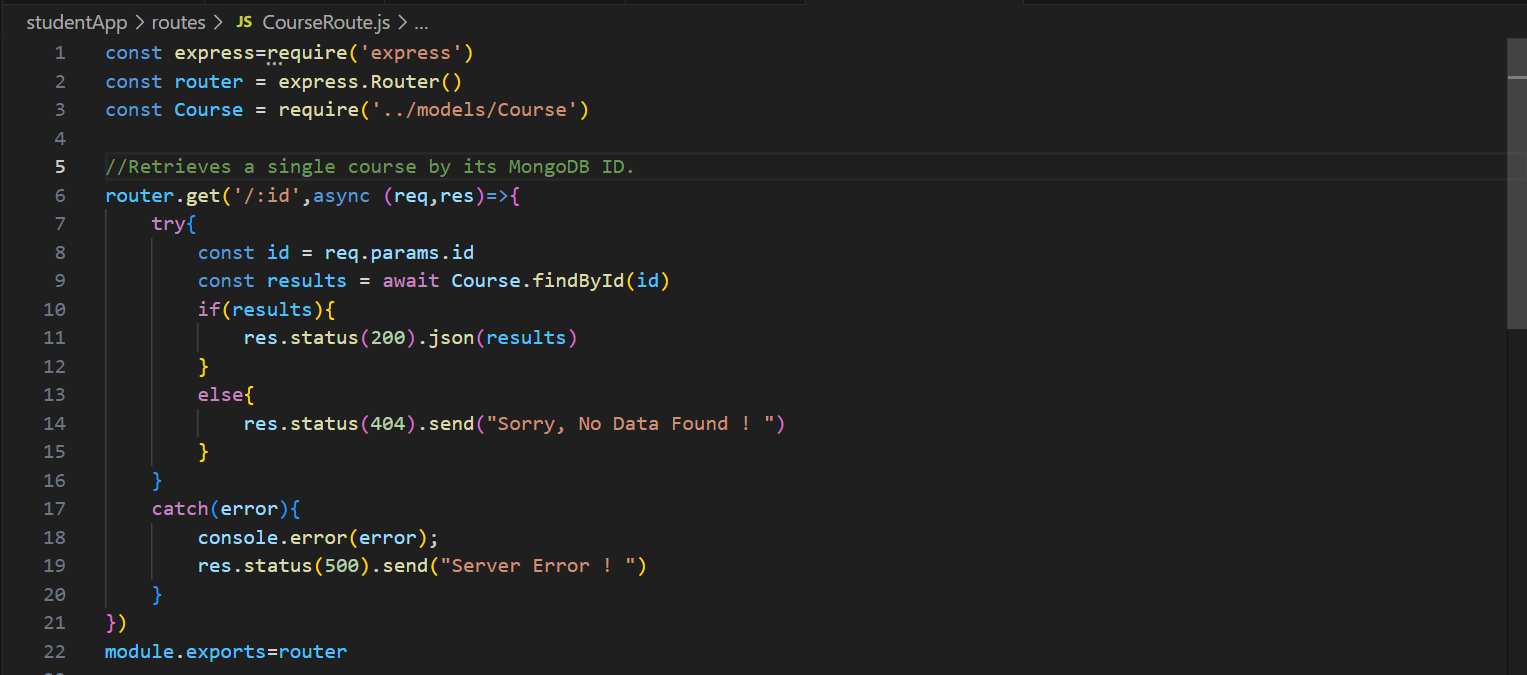 studentApp > routes > JS CourseRoute.js > ...
1 const express=require('express')
2 const router = express.Router()
3 const Course = require('../models/Course')
4
5 //Retrieves a single course by its MongoDB ID.
6 router.get('/:id',async (req,res)=>{
7     try{
8         const id = req.params.id
9         const results = await Course.findById(id)
10         if(results){
11             res.status(200).json(results)
12         }
13         else{
14             res.status(404).send("Sorry, No Data Found ! ")
15         }
16     }
17     catch(error){
18         console.error(error);
19         res.status(500).send("Server Error ! ")
20     }
21 })
22 module.exports=router